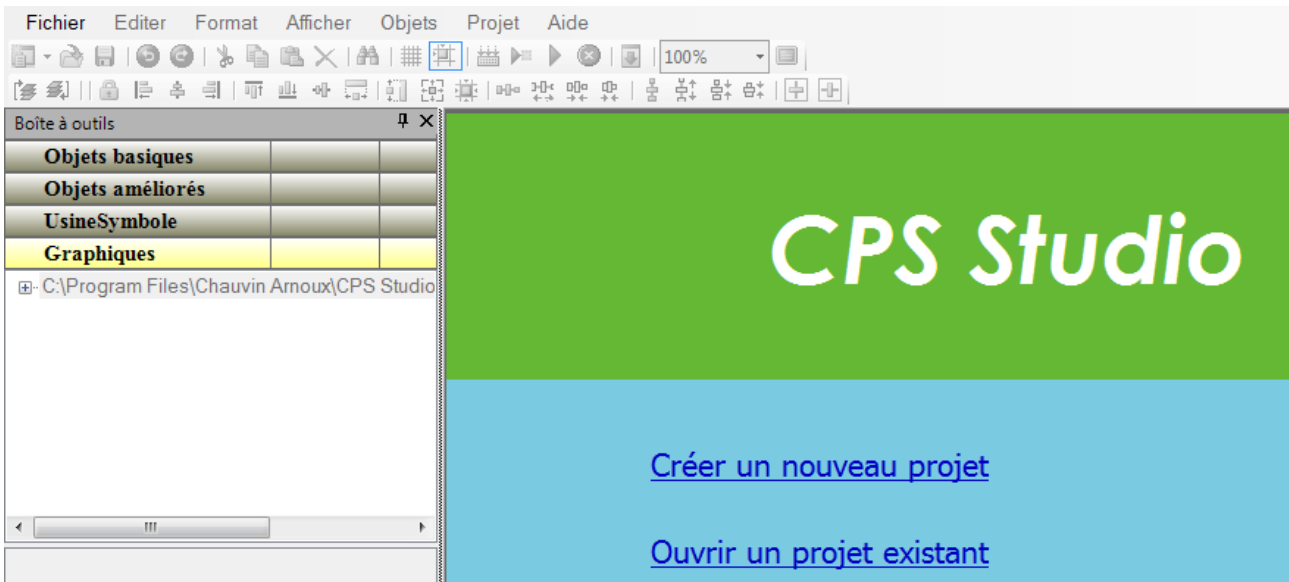 Fichier Editer Format Afficher Objets Projet Aide
100%
Boîte à outils
Objets basiques
Objets améliorés
UsineSymbole
Graphiques
C:\Program Files\Chauvin Arnoux\CPS Studio
CPS Studio
Créer un nouveau projet
Ouvrir un projet existant